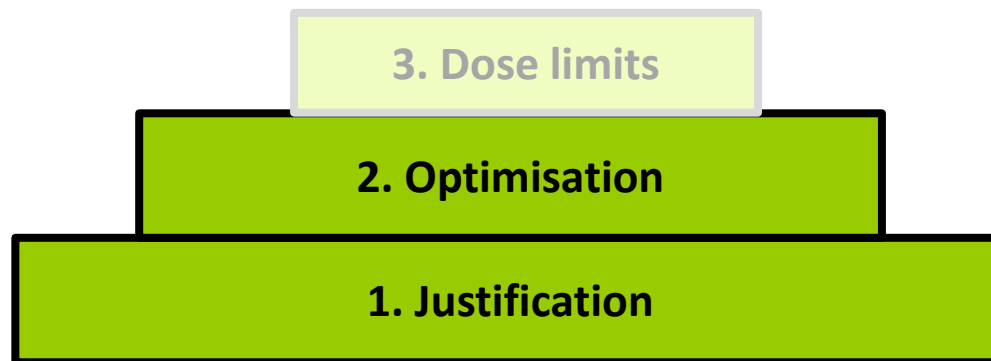 3. Dose limits
2. Optimisation
1. Justification